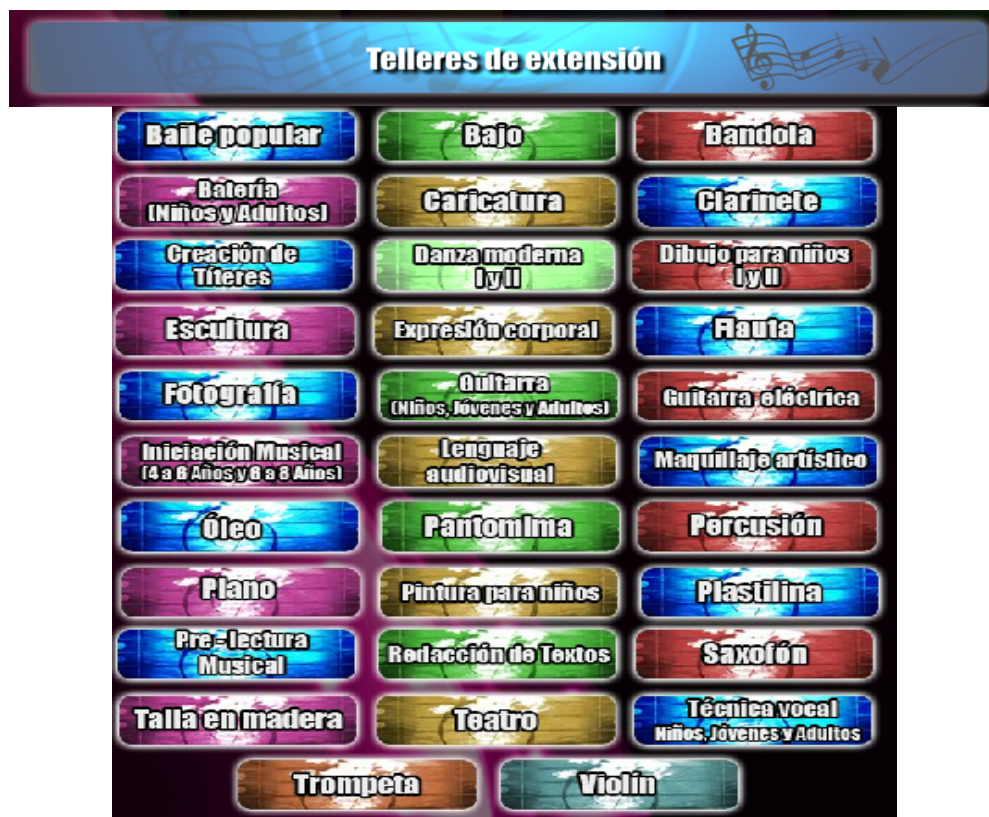 Telleres de extensión
Baile popular
Bajo
Bandola
Batería
(Niños y Adultos)
Caricatura
Clarinete
Creación de
Títeres
Danza moderna
I y II
Dibujo para niños
I y II
Escultura
Expresión corporal
Flauta
Fotografía
Guitarra
(Niños, Jóvenes y Adultos)
Guitarra eléctrica
Iniciación Musical
(4 a 6 Años y 6 a 8 Años)
Lenguaje
audiovisual
Maquillaje artístico
Óleo
Pantomima
Percusión
Piano
Pintura para niños
Plastilina
Pre-lectura
Musical
Redacción de Textos
Saxofón
Talla en madera
Teatro
Técnica vocal
Niños, Jóvenes y Adultos
Trompeta
Violín